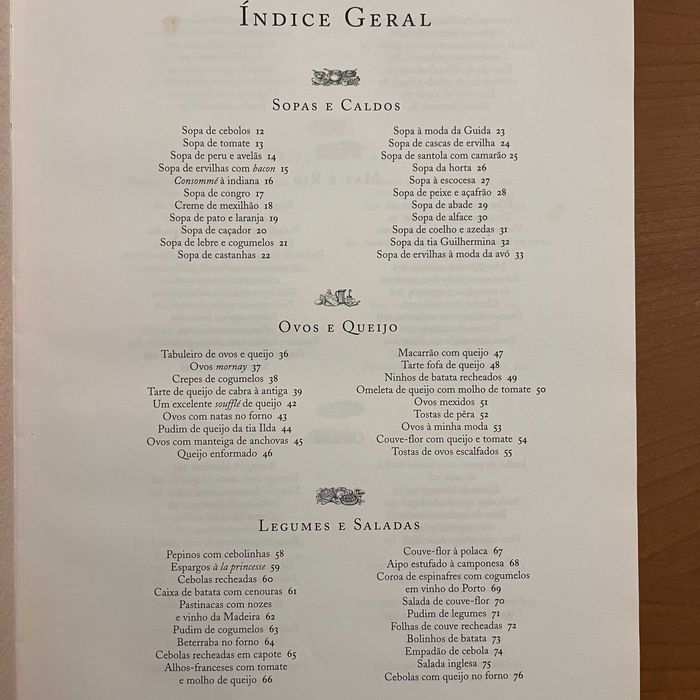 ÍNDICE GERAL
SOPAS E CALDOS
Sopa de cebolos 12
Sopa de tomate 13
Sopa de peru e avelãs 14
Sopa de ervilhas com bacon 15
Consommé à indiana 16
Sopa de congro 17
Creme de mexilhão 18
Sopa de pato e laranja 19
Sopa de caçador 20
Sopa de lebre e cogumelos 21
Sopa de castanhas 22
Sopa à moda da Guida 23
Sopa de cascas de ervilha 24
Sopa de santola com camarão 25
Sopa da horta 26
Sopa à escocesa 27
Sopa de peixe e açafrão 28
Sopa de abade 29
Sopa de alface 30
Sopa de coelho e azedas 31
Sopa da tia Guilhermina 32
Sopa de ervilhas à moda da avó 33
OVOS E QUEIJO
Tabuleiro de ovos e queijo 36
Ovos mornay 37
Crepes de cogumelos 38
Tarte de queijo de cabra à antiga 39
Um excelente soufflé de queijo 42
Ovos com natas no forno 43
Pudim de queijo da tia Ilda 44
Ovos com manteiga de anchovas 45
Queijo enformado 46
Macarrão com queijo 47
Tarte fofa de queijo 48
Ninhos de batata recheados 49
Omeleta de queijo com molho de tomate 50
Ovos mexidos 51
Tostas de pêra 52
Ovos à minha moda 53
Couve-flor com queijo e tomate 54
Tostas de ovos escalfados 55
LEGUMES E SALADAS
Pepinos com cebolinhas 58
Espargos à la princesse 59
Cebolas recheadas 60
Caixa de batata com cenouras 61
Pastinacas com nozes
e vinho da Madeira 62
Pudim de cogumelos 63
Beterraba no forno 64
Cebolas recheadas em capote 65
Alhos-franceses com tomate
e molho de queijo 66
Couve-flor à polaca 67
Aipo estufado à camponesa 68
Coroa de espinafres com cogumelos
em vinho do Porto 69
Salada de couve-flor 70
Pudim de legumes 71
Folhas de couve recheadas 72
Bolinhos de batata 73
Empadão de cebola 74
Salada inglesa 75
Cebolas com queijo no forno 76